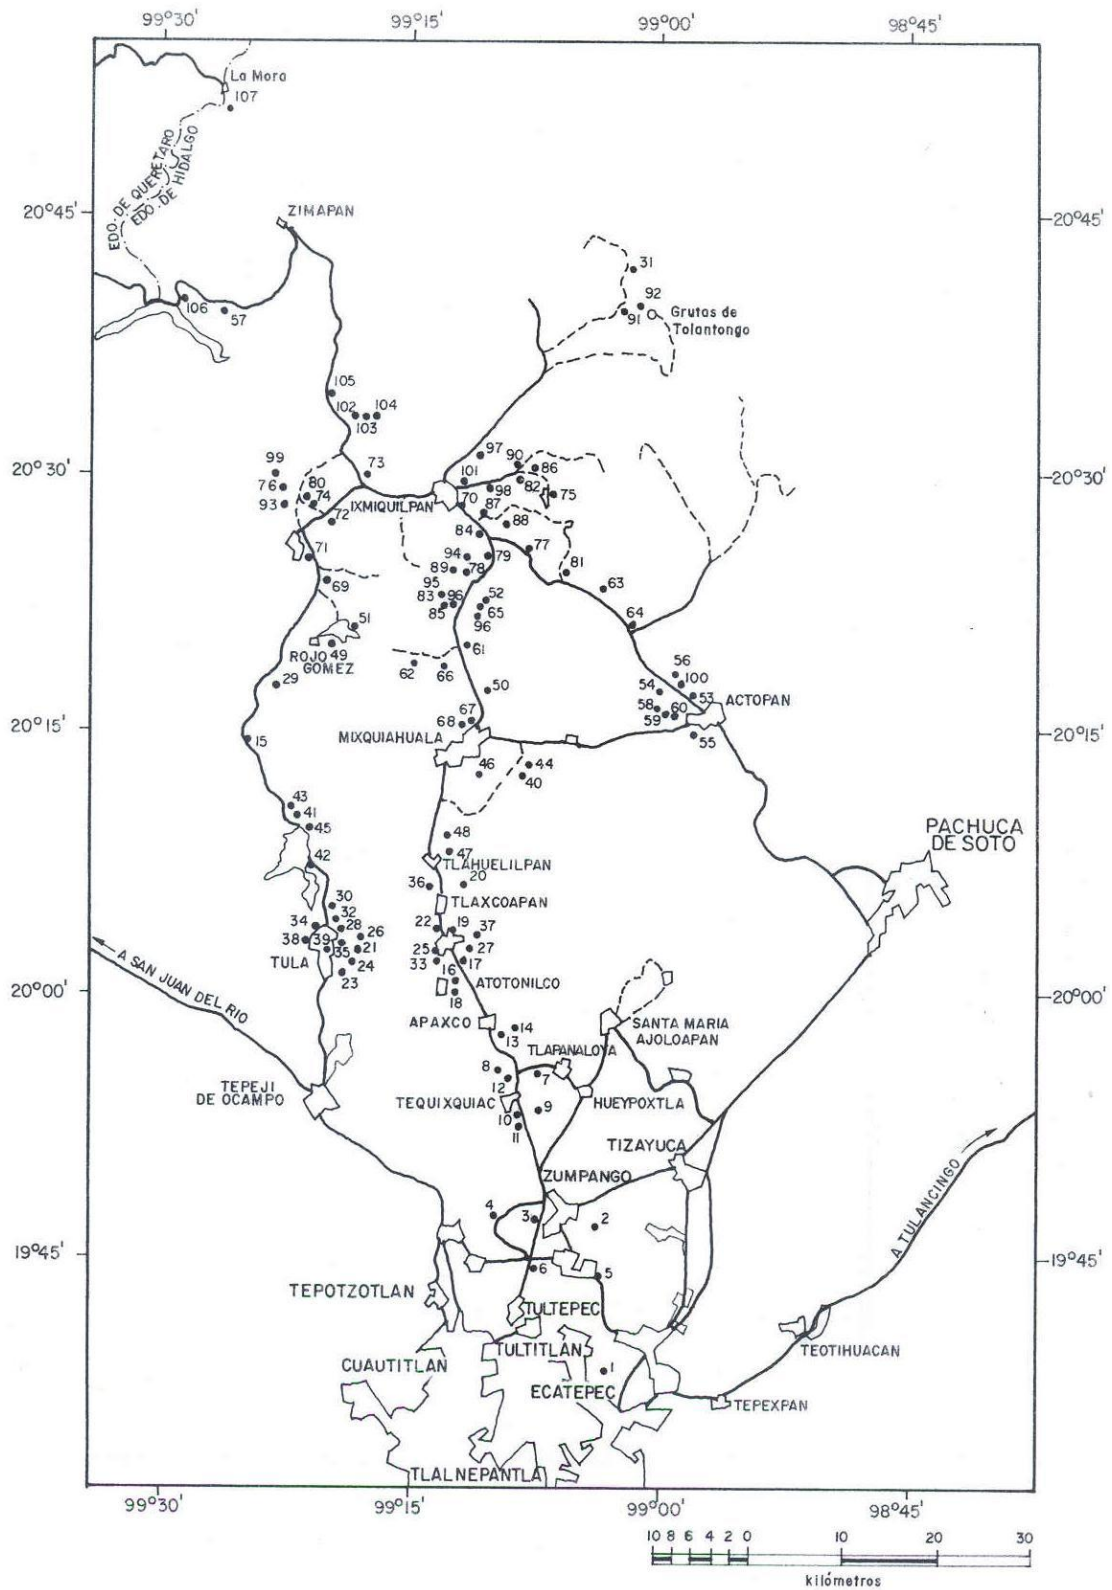 99°30' 99°15' 99°00' 98°45'
La Mora
107
EDO. DE QUERETARO
EDO. DE HIDALGO
20°45' 20°45'
ZIMAPAN
31
92
91
Grutas de
Tolantongo
106
57
105
102 104
103
99 73 97 90 86
20°30' 20°30'
101
76 80 98 82 75
74 70
93 IXMIQUILPAN 87
72 88
84
71 94 79 77
89 78 81
69
95 63
83 96 52
85 65
51 96 64
49 61
ROJO
GOMEZ
62 66
29 56
100
50 54 53
58 60 ACTOPAN
59
67
68
20°15' 20°15'
15 MIXQUIAHUALA 55
46 44
40
43
41
45 48
PACHUCA
DE SOTO
42 47
TLAHUELILPAN
36 20
30 TLAXCOAPAN
32
34 28 22 19 37
38 39 26
35 21 25 27
TULA 24 33 17
23 16 ATOTONILCO
20°00' 18 20°00'
A SAN JUAN DEL RIO
APAXCO 14
13
SANTA MARIA
AJOLOAPAN
TLAPANALOYA
8 7
12
TEPEJI
DE OCAMPO
TEQUIXQUIAC HUEYPOXTLA
10 9
11
TIZAYUCA
ZUMPANGO
4 3 2
A TULANCINGO
19°45' 19°45'
6 5
TEPOTZOTLAN
TULTEPEC
TULTITLAN
TEOTIHUACAN
CUAUTITLAN
1
ECATEPEC
TEPEXPAN
TLALNEPANTLA
99°30' 99°15' 99°00' 98°45'
10 8 6 4 2 0 10 20 30
kilómetros